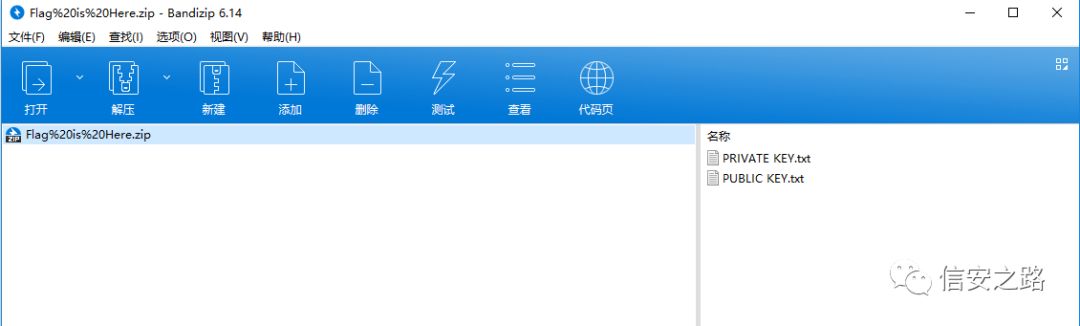 Flag%20is%20Here.zip - Bandizip 6.14
文件(F) 编辑(E) 查找(I) 选项(O) 视图(V) 帮助(H)
打开 解压 新建 添加 删除 测试 查看 代码页
Flag%20is%20Here.zip
ZIP
名称
PRIVATE KEY.txt
PUBLIC KEY.txt
信安之路